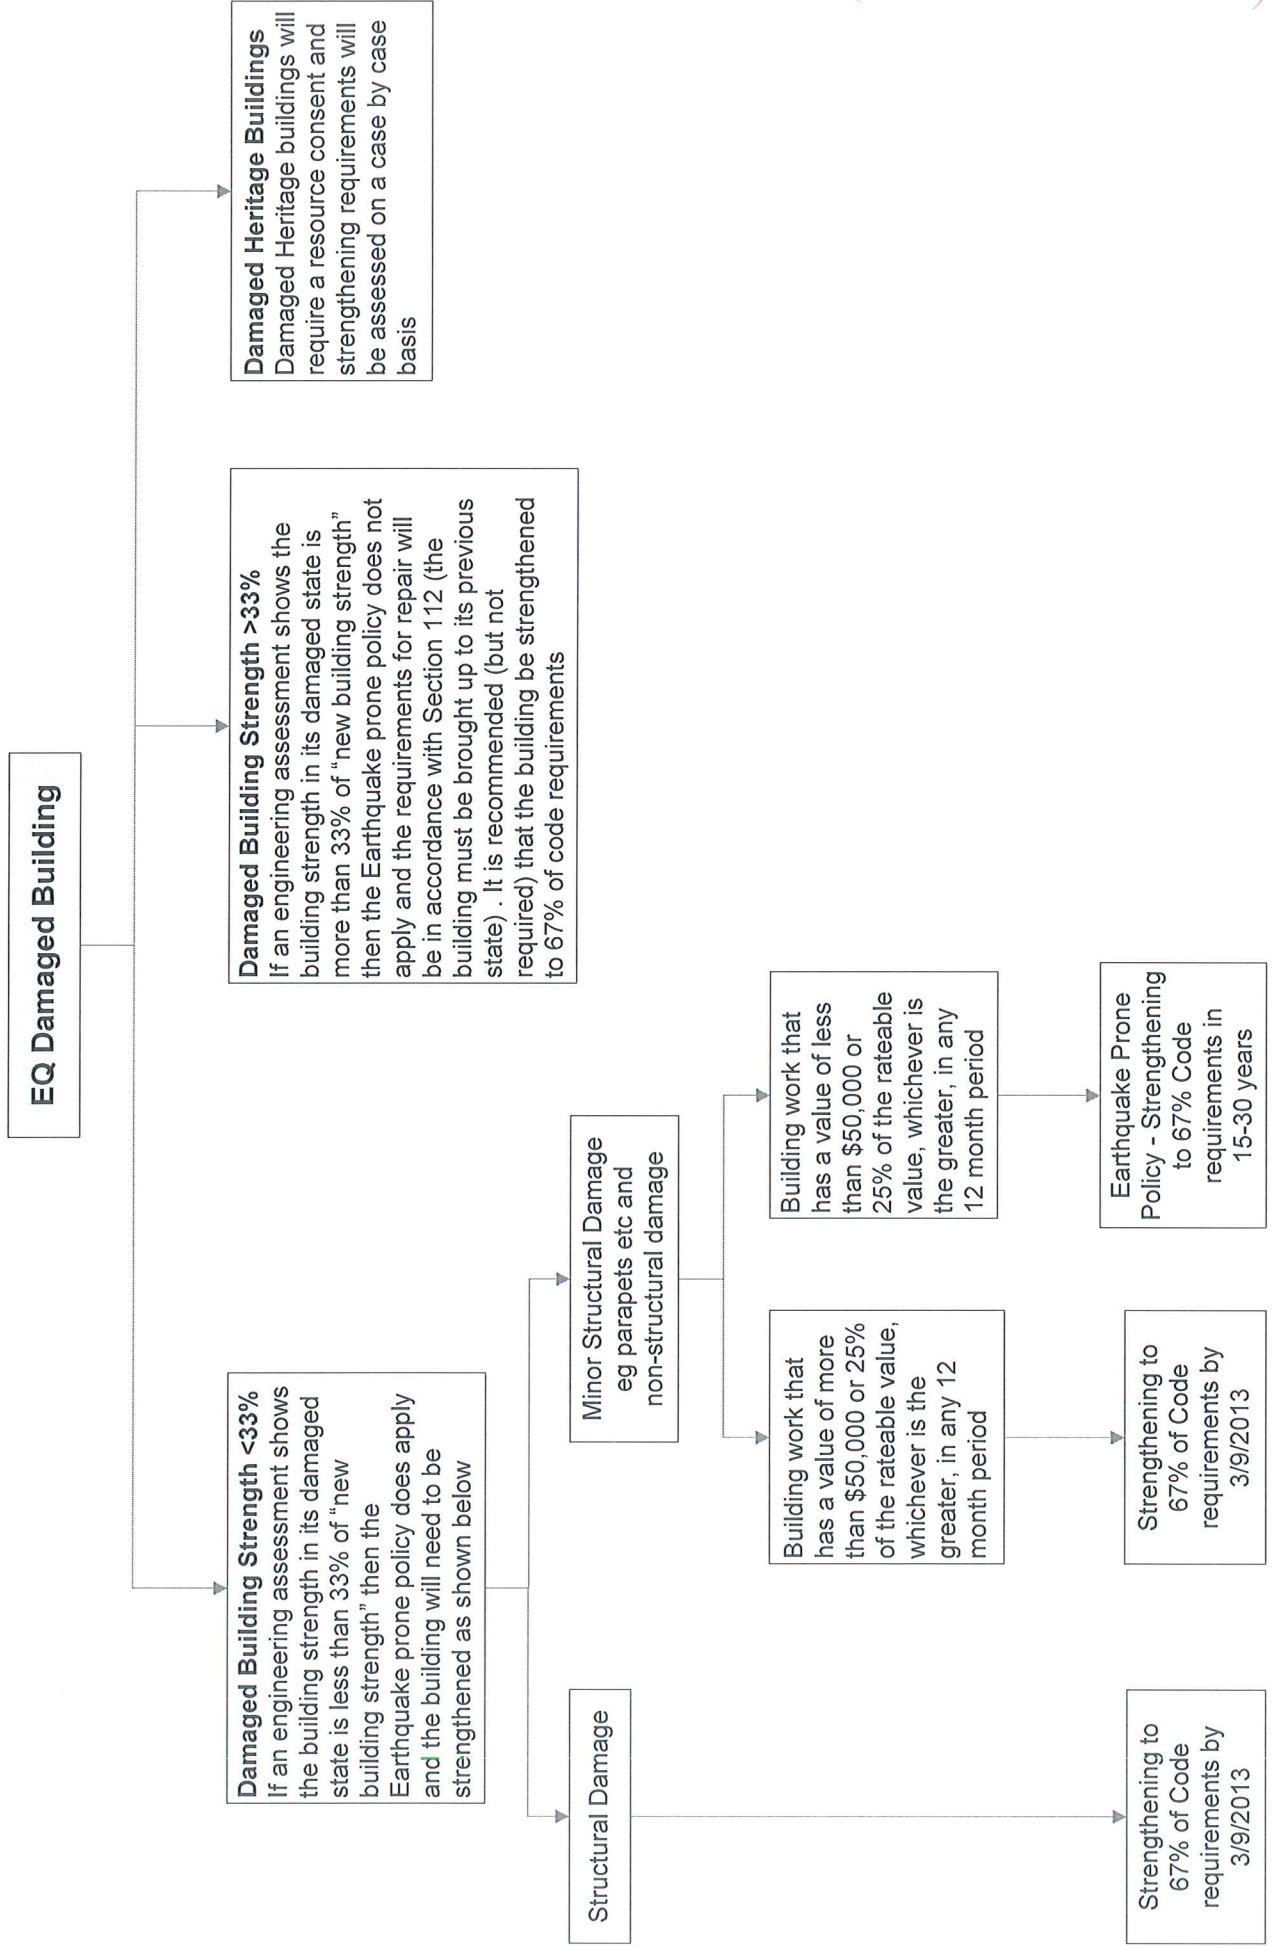 EQ Damaged Building
Damaged Building Strength <33%
If an engineering assessment shows
the building strength in its damaged
state is less than 33% of “new
building strength” then the
Earthquake prone policy does apply
and the building will need to be
strengthened as shown below
Damaged Building Strength >33%
If an engineering assessment shows the
building strength in its damaged state is
more than 33% of “new building strength”
then the Earthquake prone policy does not
apply and the requirements for repair will
be in accordance with Section 112 (the
building must be brought up to its previous
state) . It is recommended (but not
required) that the building be strengthened
to 67% of code requirements
Damaged Heritage Buildings
Damaged Heritage buildings will
require a resource consent and
strengthening requirements will
be assessed on a case by case
basis
Structural Damage
Minor Structural Damage
eg parapets etc and
non-structural damage
Building work that
has a value of more
than $50,000 or 25%
of the rateable value,
whichever is the
greater, in any 12
month period
Building work that
has a value of less
than $50,000 or
25% of the rateable
value, whichever is
the greater, in any
12 month period
Strengthening to
67% of Code
requirements by
3/9/2013
Strengthening to
67% of Code
requirements by
3/9/2013
Earthquake Prone
Policy - Strengthening
to 67% Code
requirements in
15-30 years